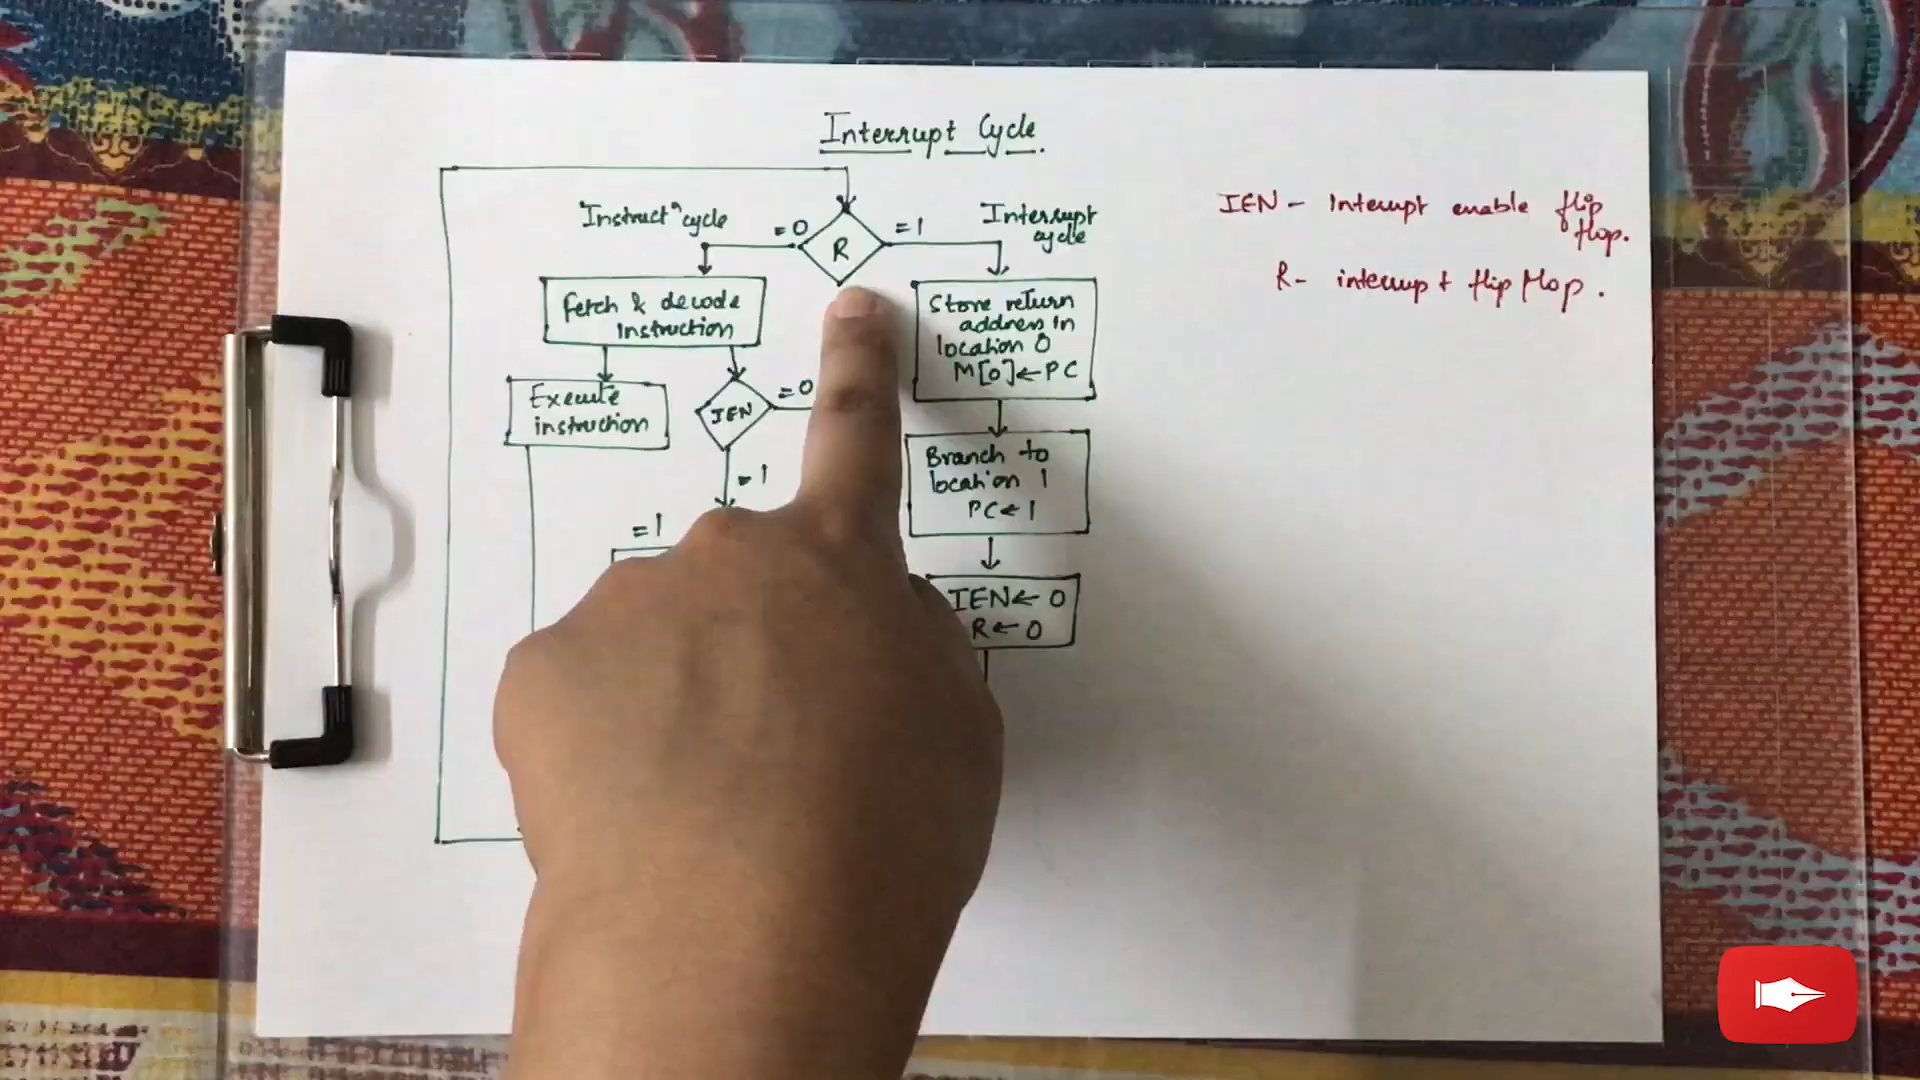 Interrupt Cycle.
"Instruct" cycle
=0
R
=1
Interrupt
cycle
Fetch & decode
instruction
Execute
instruction
IEN
=0
=1
=1
Store return
address in
location 0
M[0]←PC
Branch to
location 1
PC←1
IEN←0
R←0
IEN - Interupt enable flip
flop.
R- interrupt flip flop.